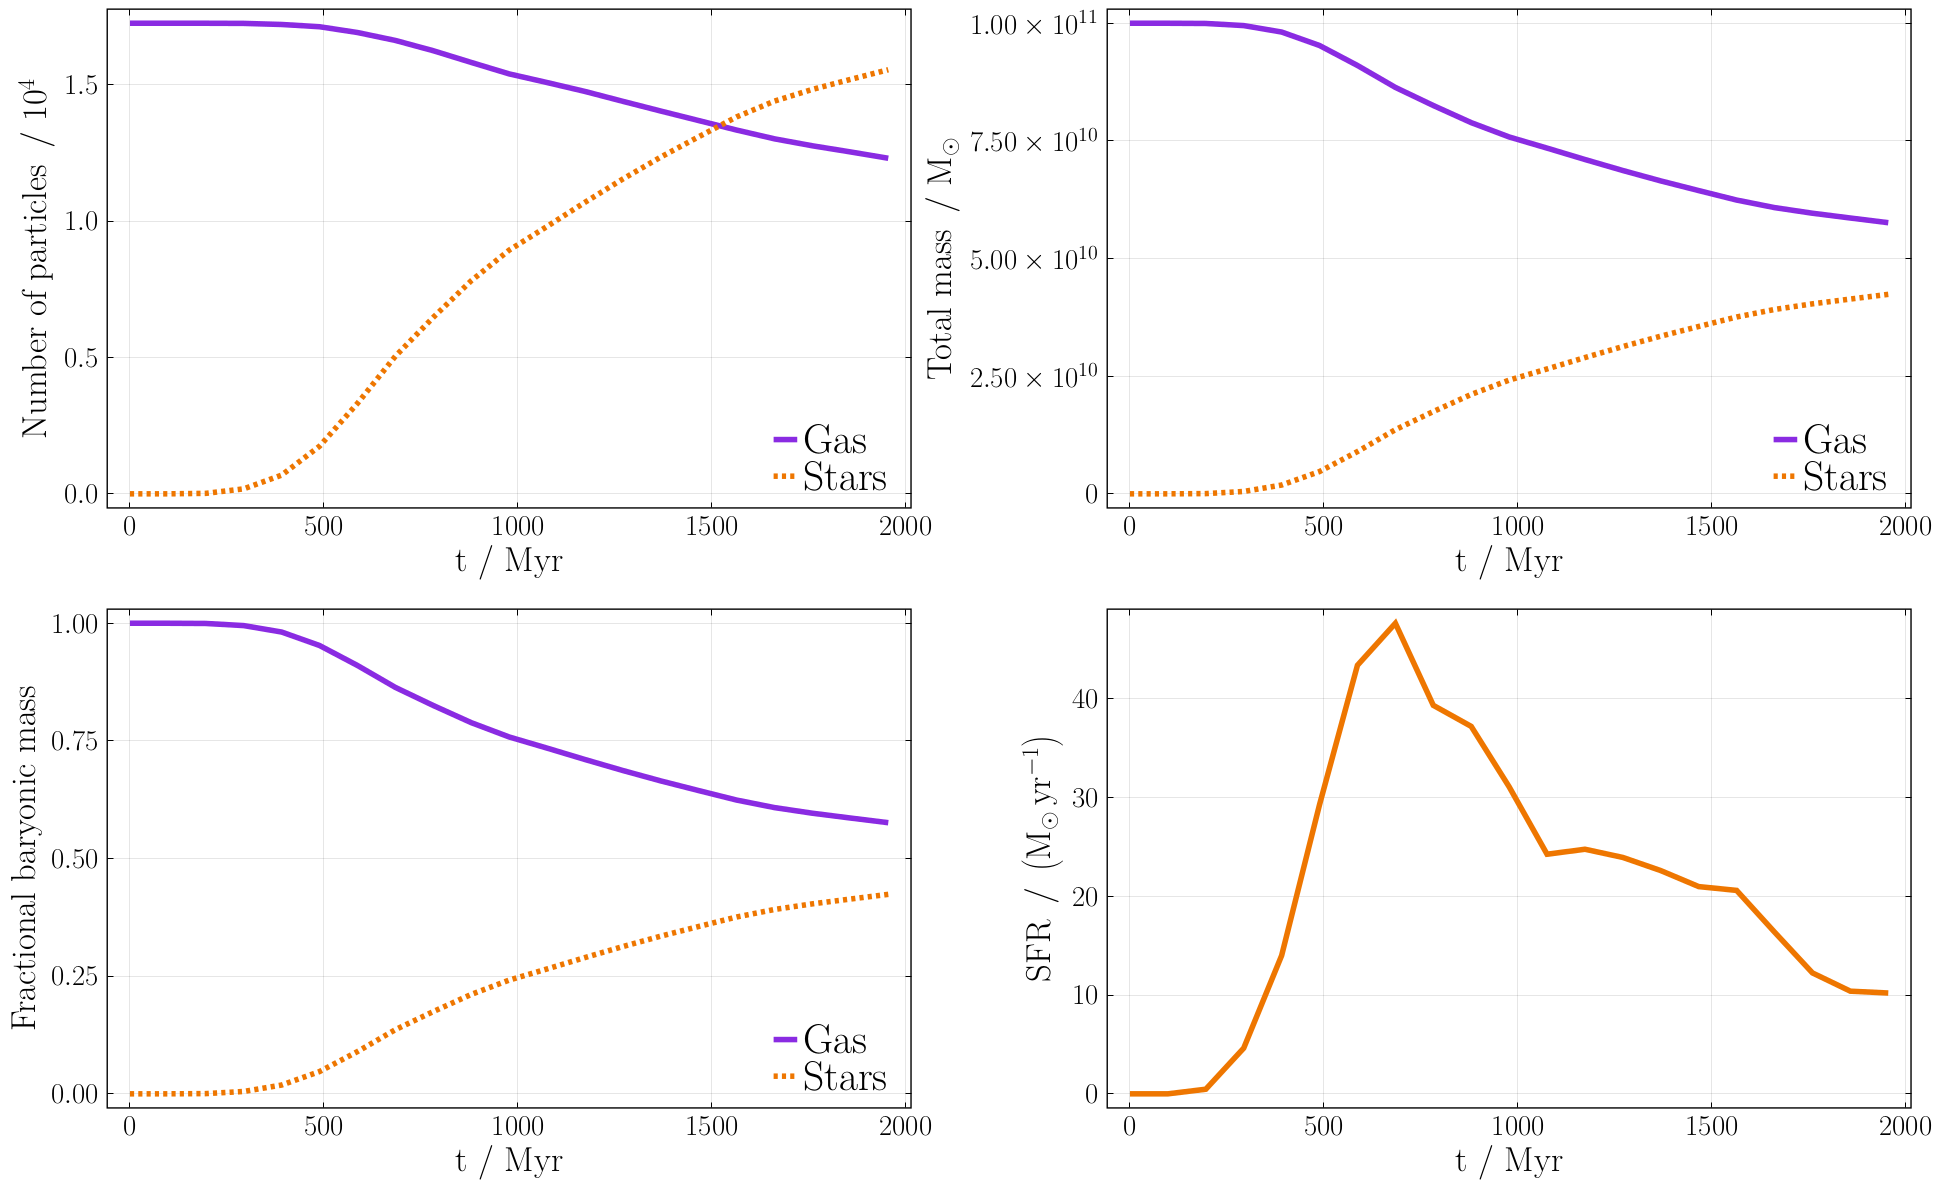 Number of particles / 10⁴
1.5
1.0
0.5
0.0
Gas
Stars
0 500 1000 1500 2000
t / Myr
Total mass / M⊙
1.00 × 10¹¹
7.50 × 10¹⁰
5.00 × 10¹⁰
2.50 × 10¹⁰
0
Gas
Stars
0 500 1000 1500 2000
t / Myr
Fractional baryonic mass
1.00
0.75
0.50
0.25
0.00
Gas
Stars
0 500 1000 1500 2000
t / Myr
SFR / (M⊙yr⁻¹)
40
30
20
10
0
0 500 1000 1500 2000
t / Myr